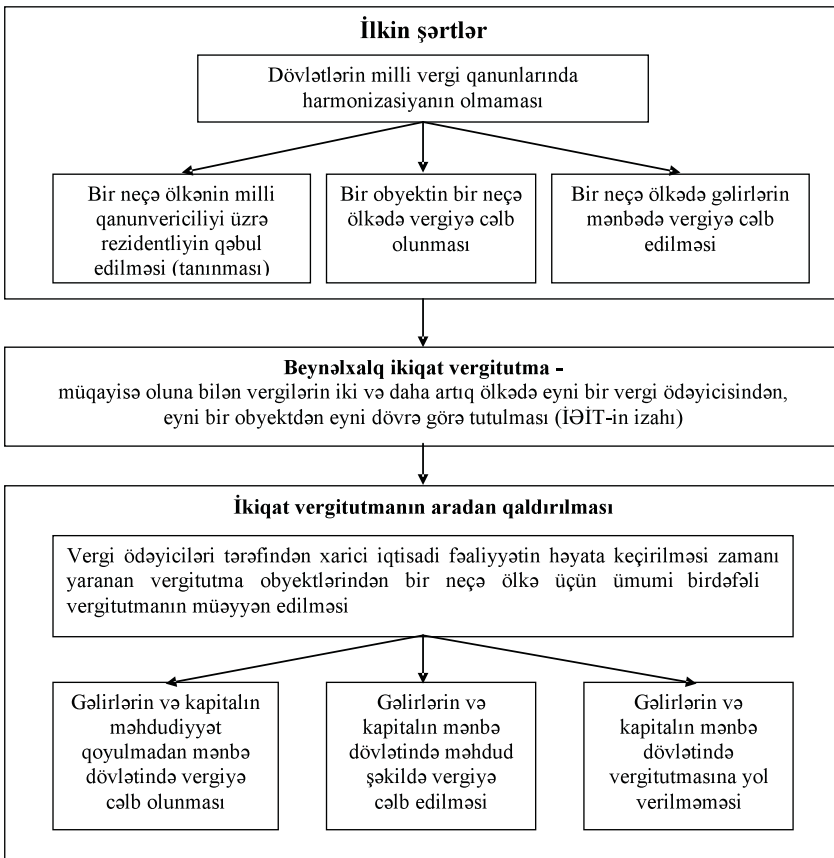 İlkin şərtlər
Dövlətlərin milli vergi qanunlarında
harmonizasiyanın olmaması
Bir neçə ölkənin milli
qanunvericiliyi üzrə
rezidentliyin qəbul
edilməsi (tanınması)
Bir obyektin bir neçə
ölkədə vergiyə cəlb
olunması
Bir neçə ölkədə gəlirlərin
mənbədə vergiyə cəlb
edilməsi
Beynəlxalq ikiqat vergitutma -
müqayisə oluna bilən vergilərin iki və daha artıq ölkədə eyni bir vergi ödəyicisindən,
eyni bir obyektdən eyni dövrə görə tutulması (İƏİT-in izahı)
İkiqat vergitutmanın aradan qaldırılması
Vergi ödəyiciləri tərəfindən xarici iqtisadi fəaliyyətin həyata keçirilməsi zamanı
yaranan vergitutma obyektlərindən bir neçə ölkə üçün ümumi birdəfəli
vergitutmanın müəyyən edilməsi
Gəlirlərin və kapitalın
məhdudiyyət
qoyulmadan mənbə
dövlətində vergiyə
cəlb olunması
Gəlirlərin və
kapitalın mənbə
dövlətində məhdud
şəkildə vergiyə
cəlb edilməsi
Gəlirlərin və
kapitalın mənbə
dövlətində
vergitutmasına yol
verilməməsi